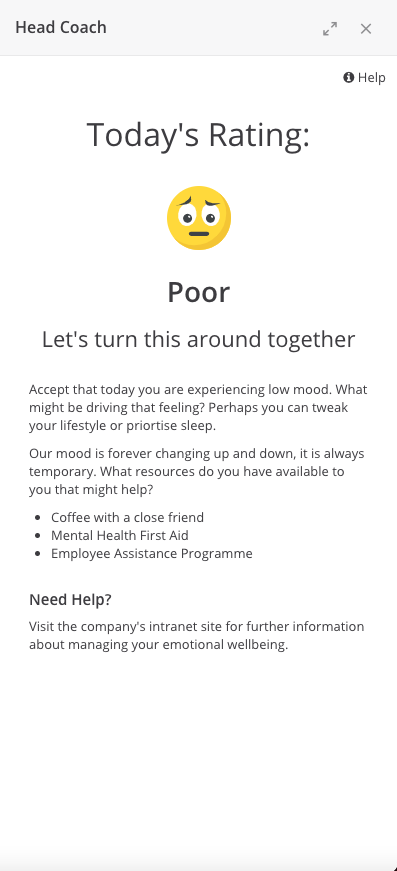 Head Coach
Help
Today's Rating:
Poor
Let's turn this around together
Accept that today you are experiencing low mood. What
might be driving that feeling? Perhaps you can tweak
your lifestyle or priortise sleep.
Our mood is forever changing up and down, it is always
temporary. What resources do you have available to
you that might help?
• Coffee with a close friend
• Mental Health First Aid
• Employee Assistance Programme
Need Help?
Visit the company's intranet site for further information
about managing your emotional wellbeing.